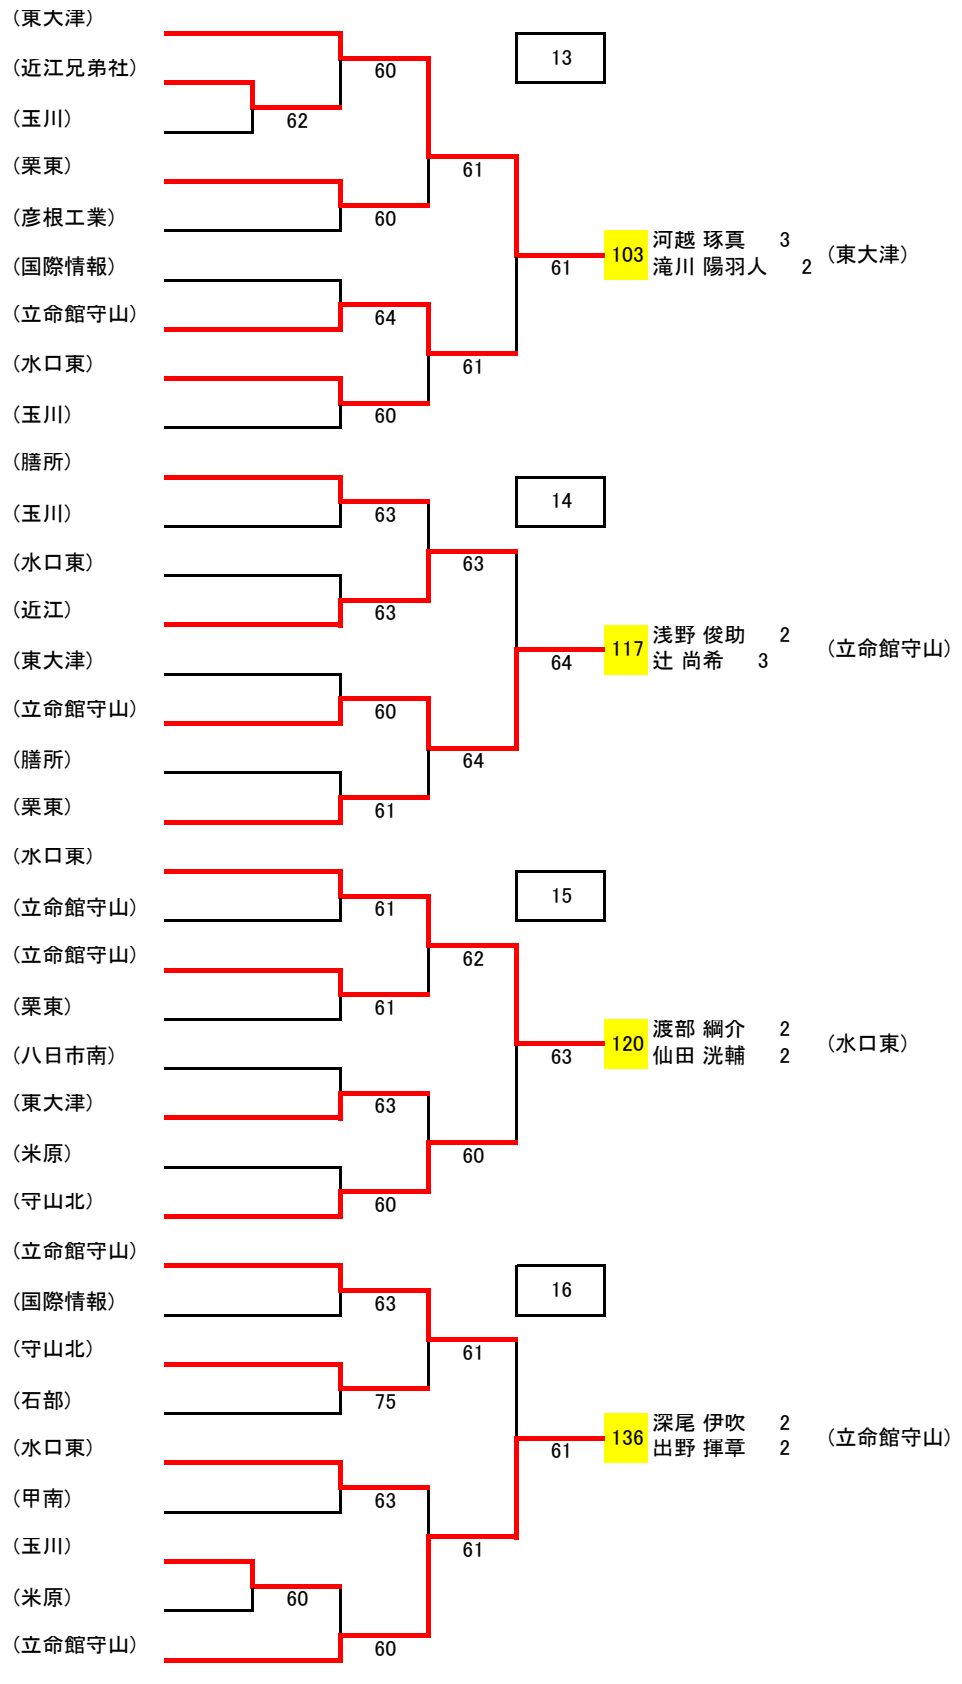 (東大津)
13
(近江兄弟社)
60
(玉川)
62
(栗東)
61
(彦根工業)
60
河越 琢真 3
103
(東大津)
滝川 陽羽人 2
(国際情報)
61
(立命館守山)
64
(水口東)
61
(玉川)
60
(膳所)
14
(玉川)
63
(水口東)
63
(近江)
63
浅野 俊助 2
117
(立命館守山)
辻 尚希 3
(東大津)
64
(立命館守山)
60
(膳所)
64
(栗東)
61
(水口東)
15
(立命館守山)
61
(立命館守山)
62
(栗東)
61
渡部 綱介 2
120
(水口東)
仙田 洸輔 2
(八日市南)
63
(東大津)
63
(米原)
60
(守山北)
60
(立命館守山)
16
(国際情報)
63
(守山北)
61
(石部)
75
深尾 伊吹 2
136
(立命館守山)
出野 揮章 2
(水口東)
61
(甲南)
63
(玉川)
61
(米原)
60
(立命館守山)
60